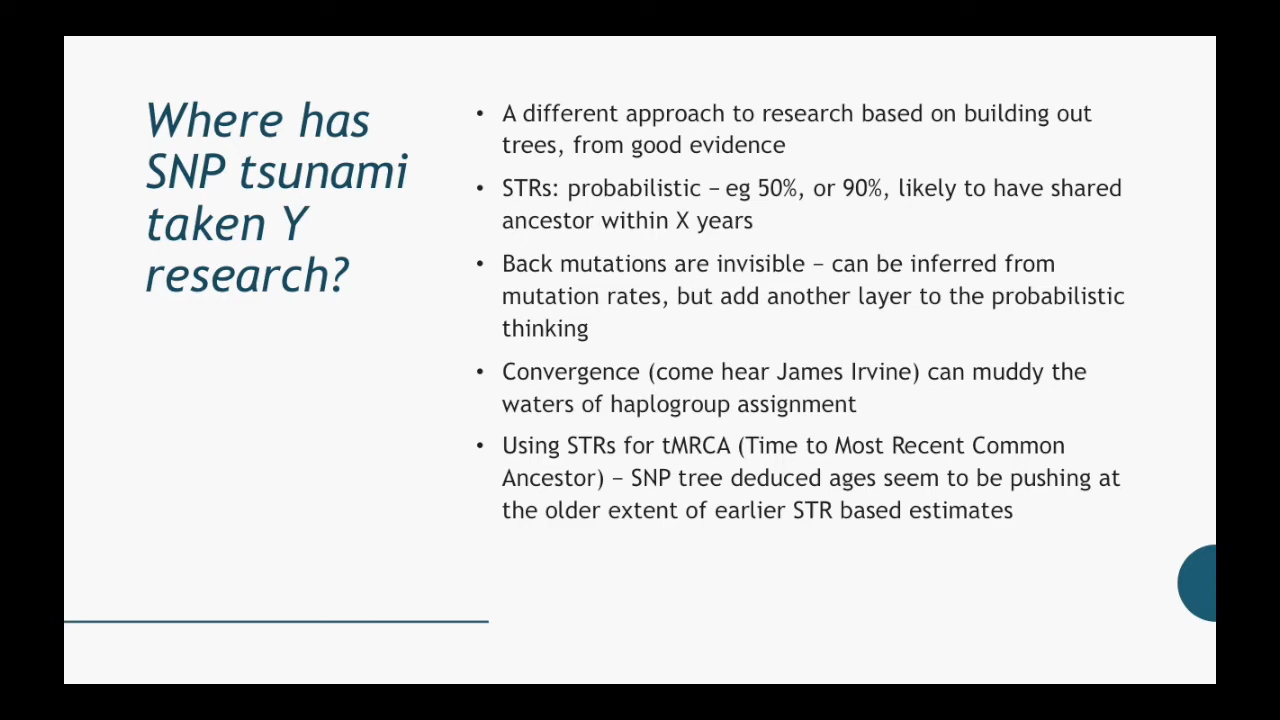 Where has
SNP tsunami
taken Y
research?
• A different approach to research based on building out
trees, from good evidence
• STRs: probabilistic – eg 50%, or 90%, likely to have shared
ancestor within X years
• Back mutations are invisible – can be inferred from
mutation rates, but add another layer to the probabilistic
thinking
• Convergence (come hear James Irvine) can muddy the
waters of haplogroup assignment
• Using STRs for tMRCA (Time to Most Recent Common
Ancestor) – SNP tree deduced ages seem to be pushing at
the older extent of earlier STR based estimates